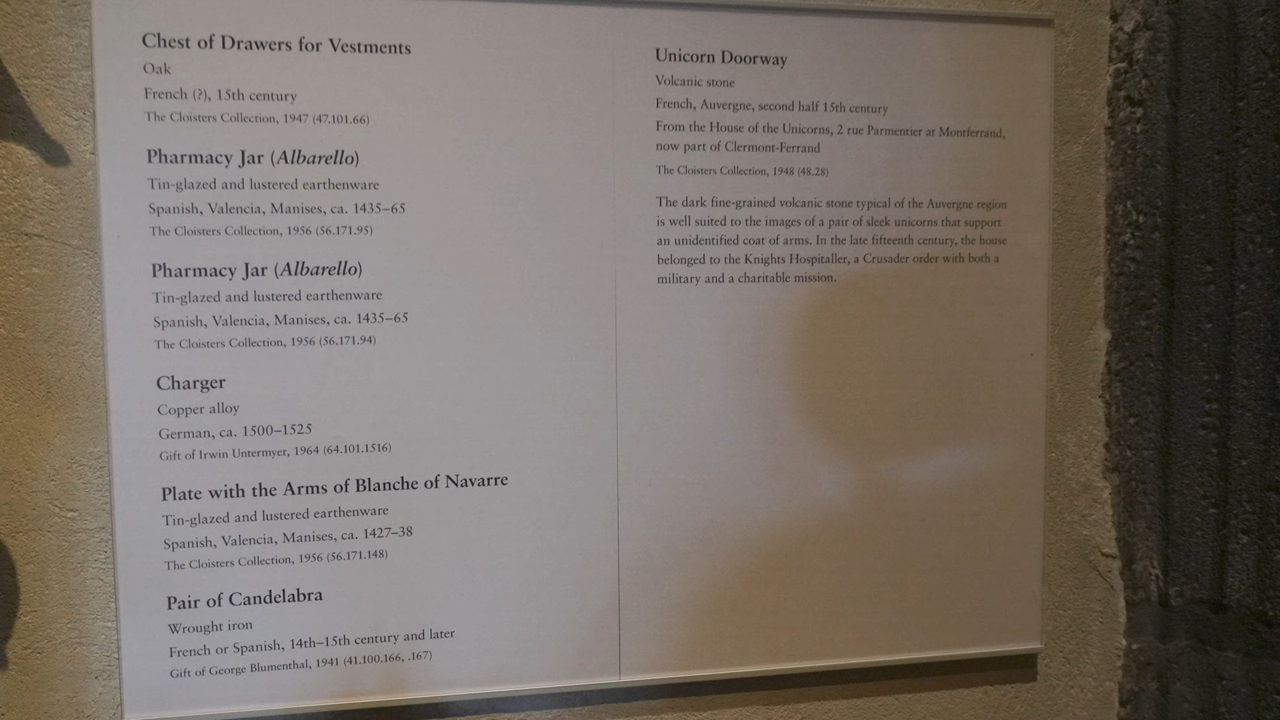 Chest of Drawers for Vestments
Oak
French (?), 15th century
The Cloisters Collection, 1947 (47.101.66)
Pharmacy Jar (Albarello)
Tin-glazed and lustered earthenware
Spanish, Valencia, Manises, ca. 1435–65
The Cloisters Collection, 1956 (56.171.95)
Pharmacy Jar (Albarello)
Tin-glazed and lustered earthenware
Spanish, Valencia, Manises, ca. 1435–65
The Cloisters Collection, 1956 (56.171.94)
Charger
Copper alloy
German, ca. 1500–1525
Gift of Irwin Untermyer, 1964 (64.101.1516)
Plate with the Arms of Blanche of Navarre
Tin-glazed and lustered earthenware
Spanish, Valencia, Manises, ca. 1427–38
The Cloisters Collection, 1956 (56.171.148)
Pair of Candelabra
Wrought iron
French or Spanish, 14th–15th century and later
Gift of George Blumenthal, 1941 (41.100.166, .167)
Unicorn Doorway
Volcanic stone
French, Auvergne, second half 15th century
From the House of the Unicorns, 2 rue Parmentier at Montferrand,
now part of Clermont-Ferrand
The Cloisters Collection, 1948 (48.28)
The dark fine-grained volcanic stone typical of the Auvergne region
is well suited to the images of a pair of sleek unicorns that support
an unidentified coat of arms. In the late fifteenth century, the house
belonged to the Knights Hospitaller, a Crusader order with both a
military and a charitable mission.